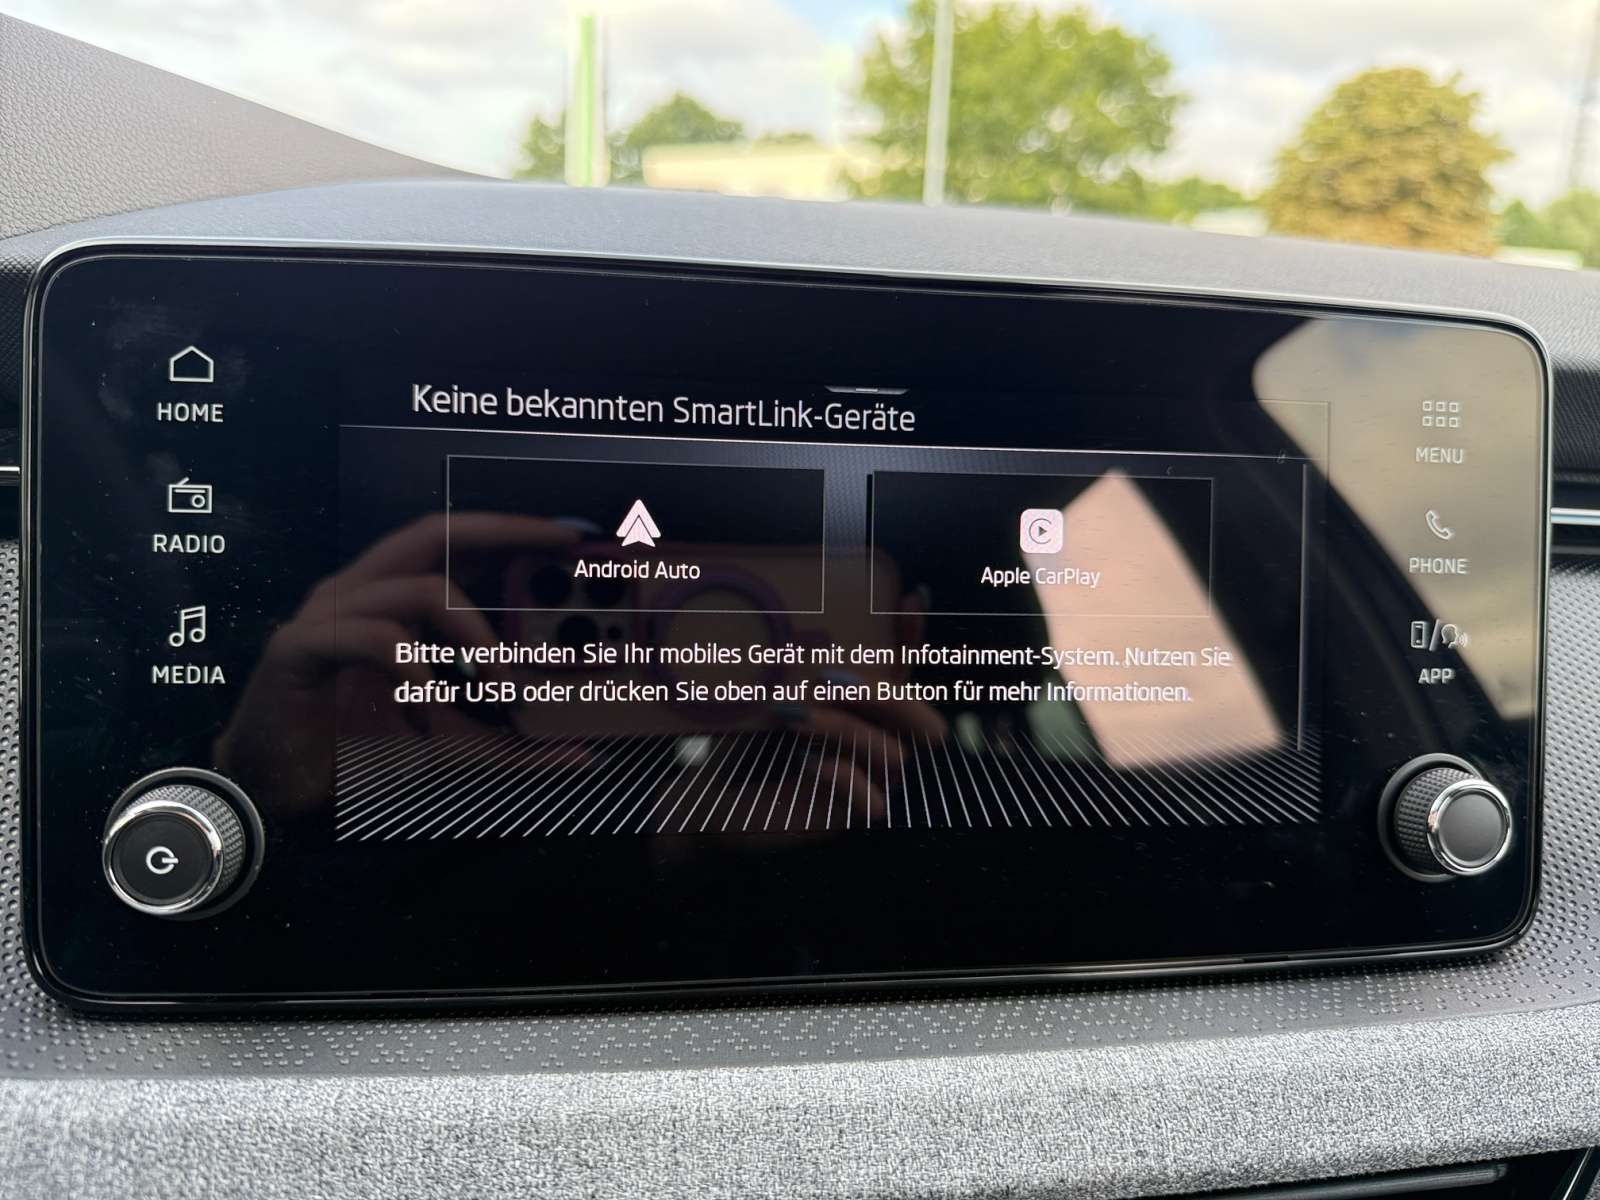 HOME
RADIO
MEDIA
Keine bekannten SmartLink-Geräte
Android Auto
Apple CarPlay
Bitte verbinden Sie Ihr mobiles Gerät mit dem Infotainment-System. Nutzen Sie
dafür USB oder drücken Sie oben auf einen Button für mehr Informationen.
MENU
PHONE
APP